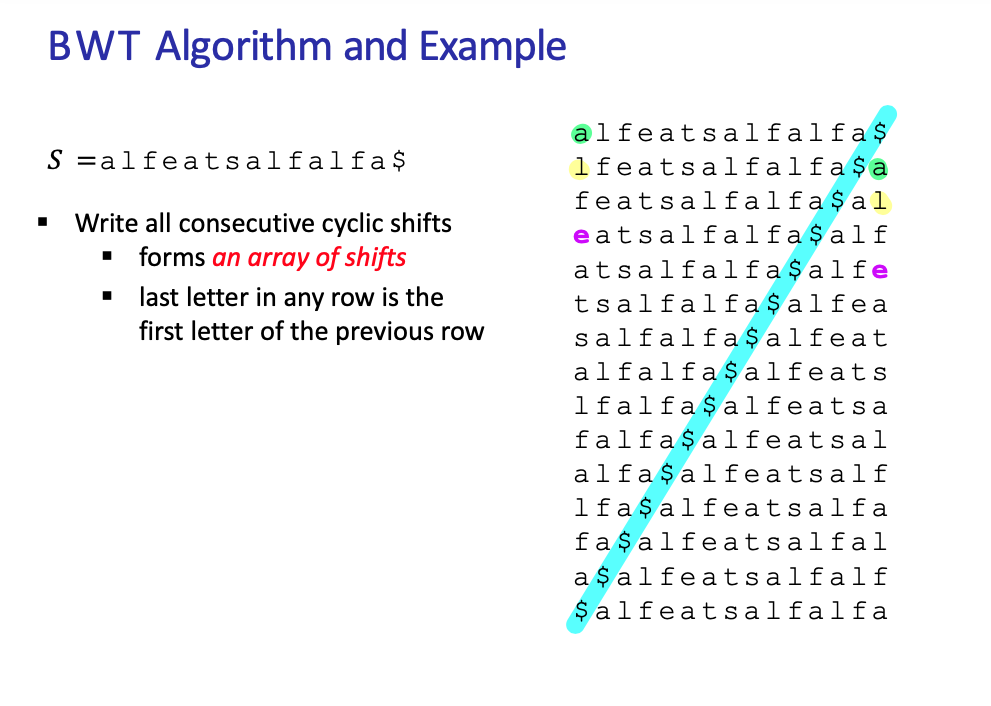 BWT Algorithm and Example
S =alfeatsalfalfa$
▪ Write all consecutive cyclic shifts
▪ forms an array of shifts
▪ last letter in any row is the
first letter of the previous row
alfeatsalfalfa$
lfeatsalfalfa$a
featsalfalfa$al
eatsalfalfa$alf
atsalfalfa$alfe
tsalfalfa$alfea
salfalfa$alfeat
alfalfa$alfeats
lfalfa$alfeatsa
falfa$alfeatsal
alfa$alfeatsalf
lfa$alfeatsalfa
fa$alfeatsalfal
a$alfeatsalfalf
$alfeatsalfalfa